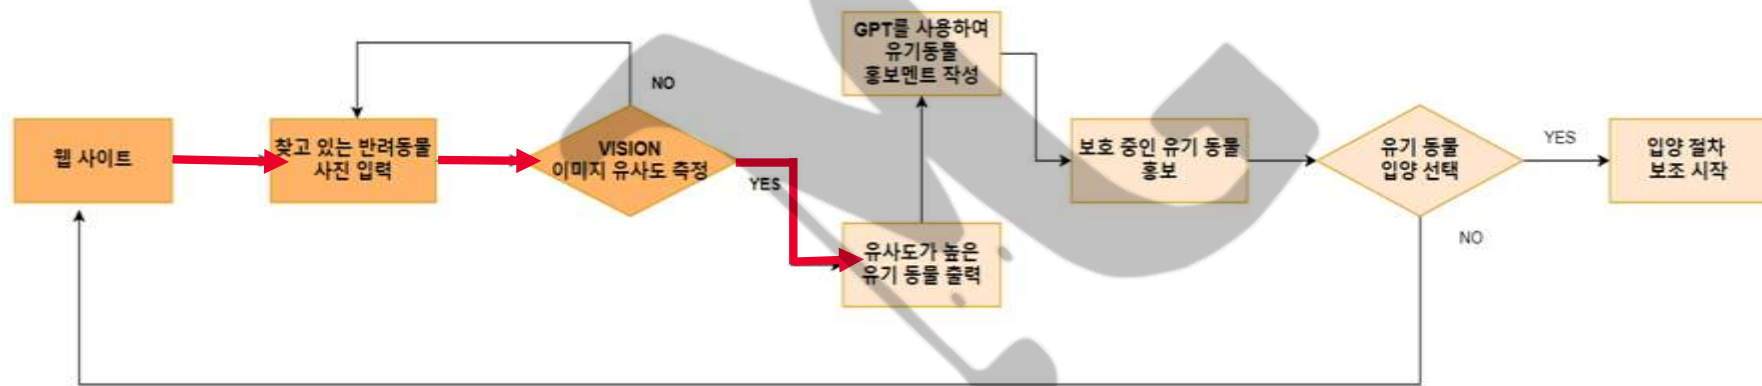 웹 사이트
찾고 있는 반려동물
사진 입력
VISION
이미지 유사도 측정
NO
YES
유사도가 높은
유기 동물 출력
GPT를 사용하여
유기동물
홍보멘트 작성
보호 중인 유기 동물
홍보
유기 동물
입양 선택
YES
NO
입양 절차
보조 시작